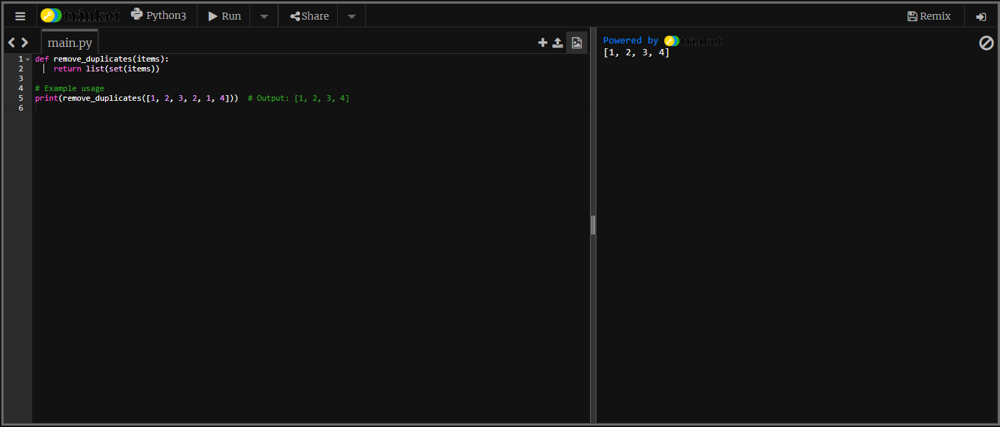 trinket Python3 Run Share Remix
main.py
1 def remove_duplicates(items):
2     return list(set(items))
3
4 # Example usage
5 print(remove_duplicates([1, 2, 3, 2, 1, 4]))  # Output: [1, 2, 3, 4]
6
Powered by trinket
[1, 2, 3, 4]